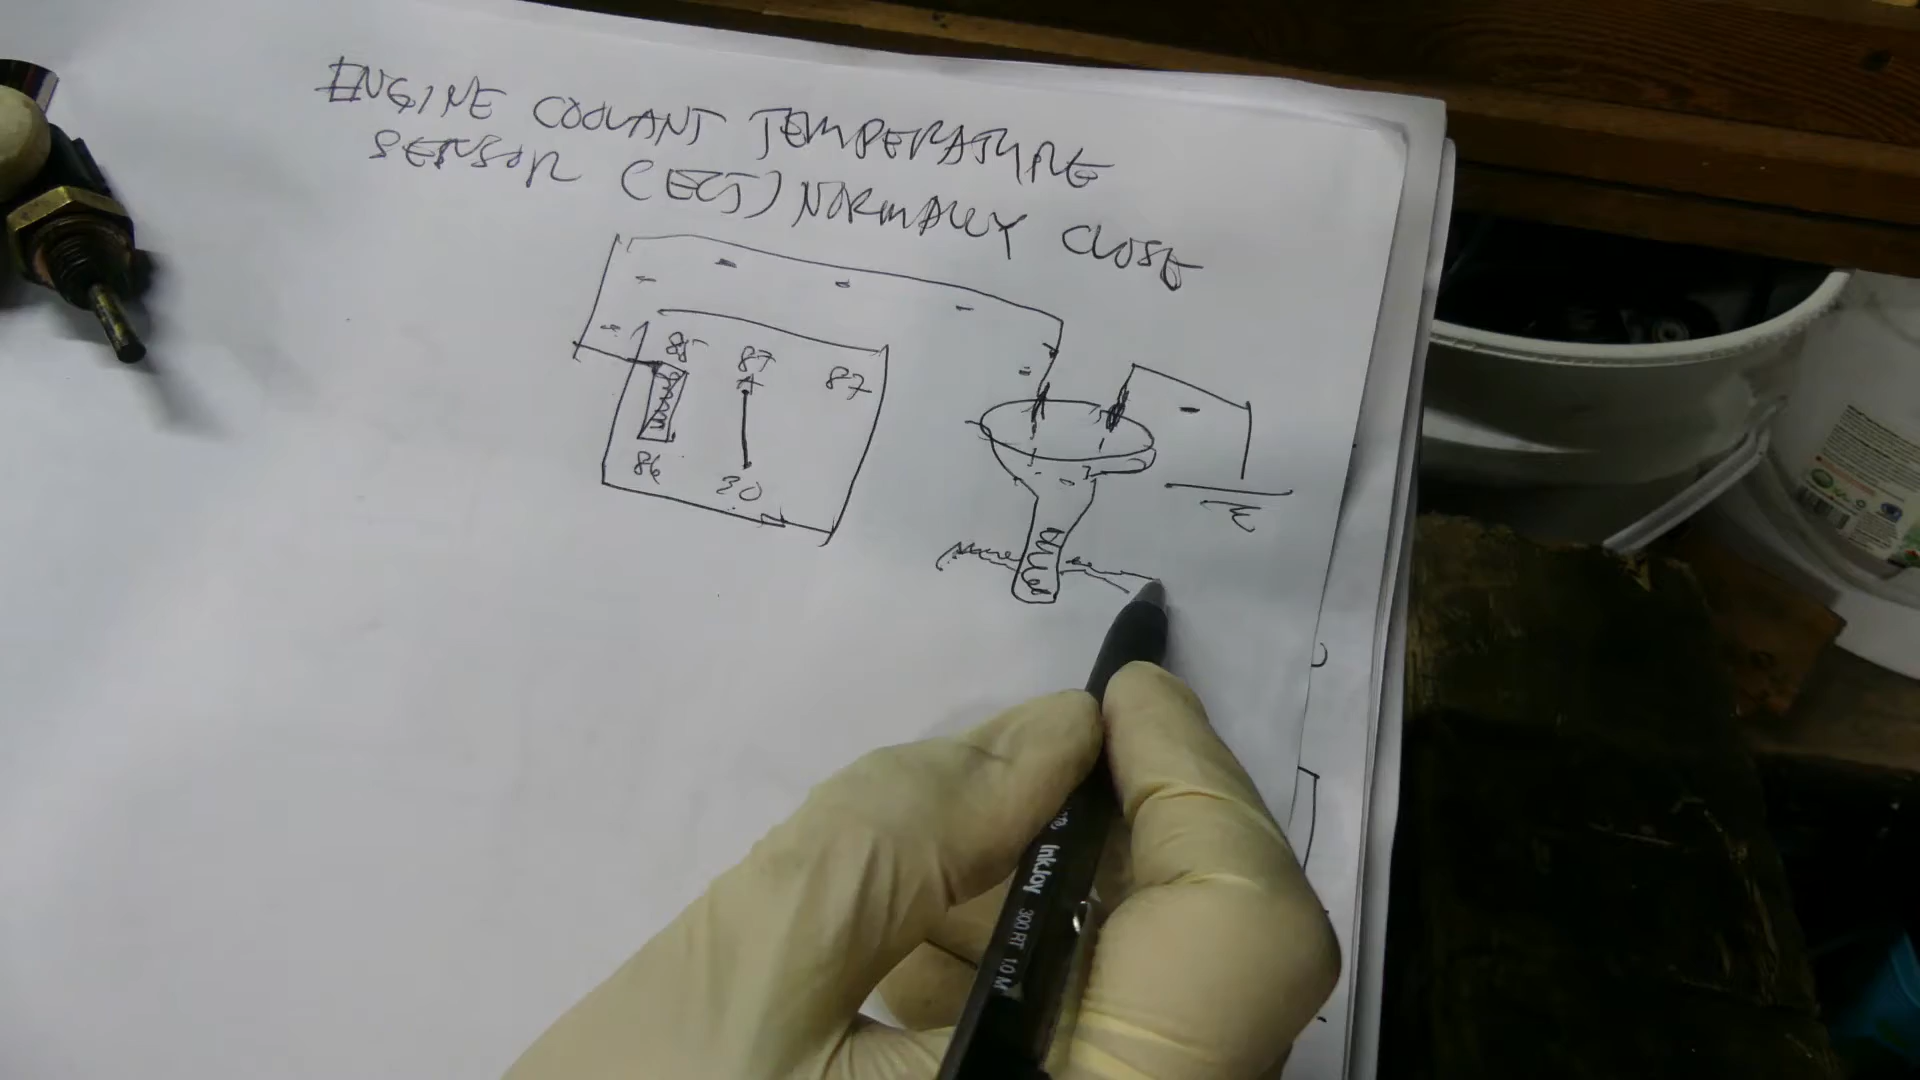 ENGINE COOLANT TEMPERATURE
SENSOR (ECT) NORMALLY CLOSE
85
87
87
86
30
InkJoy 300 RT 1.0 M